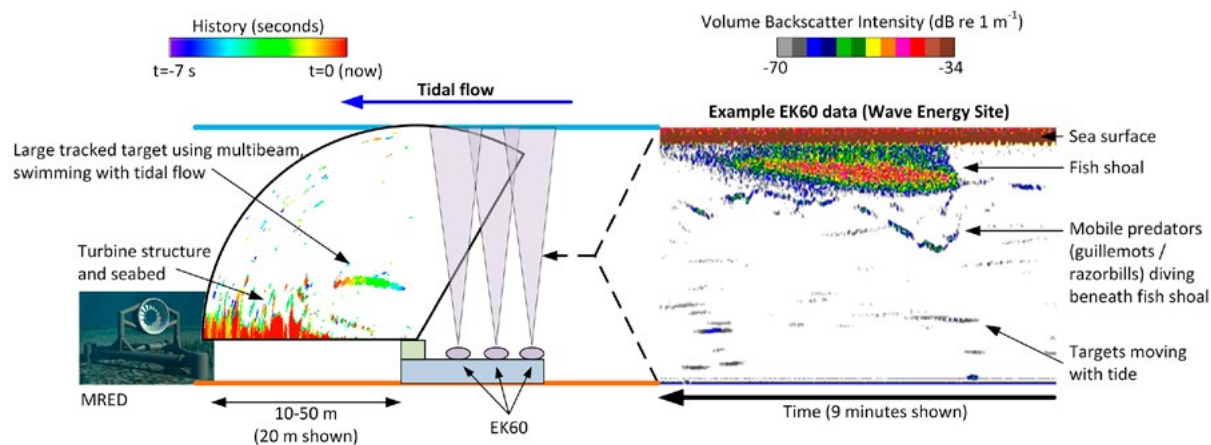 History (seconds)
t=-7 s
t=0 (now)
Volume Backscatter Intensity (dB re 1 m⁻¹)
-70
-34
Tidal flow
Example EK60 data (Wave Energy Site)
Large tracked target using multibeam,
swimming with tidal flow
Turbine structure
and seabed
MRED
10-50 m
(20 m shown)
EK60
Sea surface
Fish shoal
Mobile predators
(guillemots /
razorbills) diving
beneath fish shoal
Targets moving
with tide
Time (9 minutes shown)